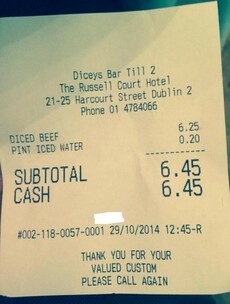 Diceys Bar Till 2
The Russell Court Hotel
21-25 Harcourt Street Dublin 2
Phone 01 4784066
DICED BEEF 6.25
PINT ICED WATER 0.20
------------
SUBTOTAL 6.45
CASH 6.45
#002-118-0057-0001 29/10/2014 12:45-R
THANK YOU FOR YOUR
VALUED CUSTOM
PLEASE CALL AGAIN